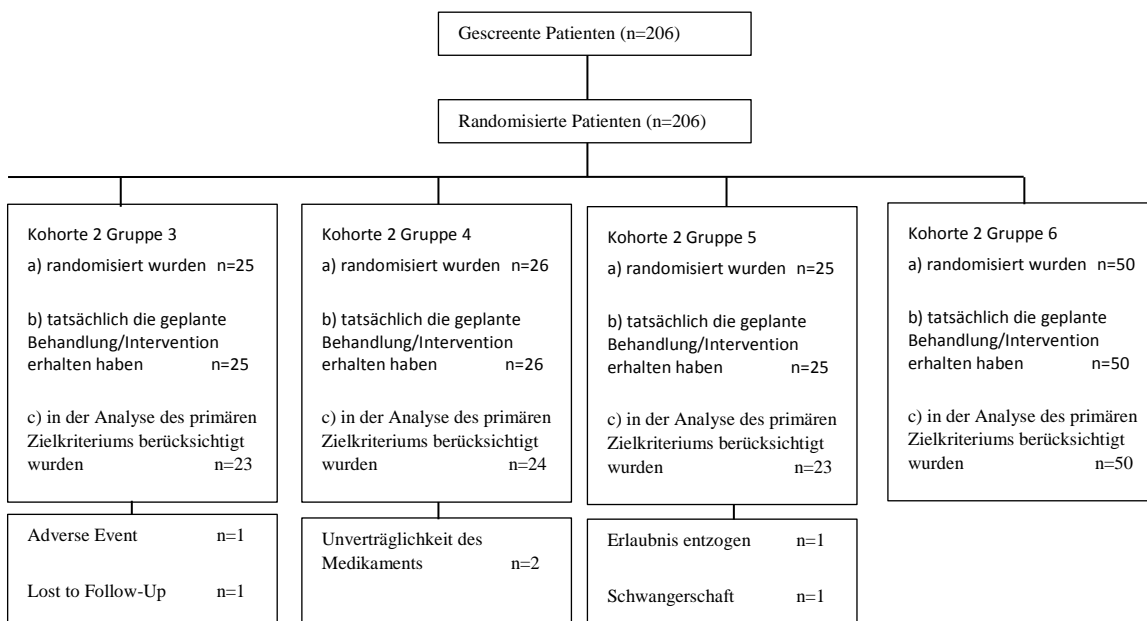 Gescreente Patienten (n=206)
Randomisierte Patienten (n=206)
Kohorte 2 Gruppe 3
a) randomisiert wurden n=25
b) tatsächlich die geplante
Behandlung/Intervention
erhalten haben n=25
c) in der Analyse des primären
Zielkriteriums berücksichtigt
wurden n=23
Adverse Event n=1
Lost to Follow-Up n=1
Kohorte 2 Gruppe 4
a) randomisiert wurden n=26
b) tatsächlich die geplante
Behandlung/Intervention
erhalten haben n=26
c) in der Analyse des primären
Zielkriteriums berücksichtigt
wurden n=24
Unverträglichkeit des
Medikaments n=2
Kohorte 2 Gruppe 5
a) randomisiert wurden n=25
b) tatsächlich die geplante
Behandlung/Intervention
erhalten haben n=25
c) in der Analyse des primären
Zielkriteriums berücksichtigt
wurden n=23
Erlaubnis entzogen n=1
Schwangerschaft n=1
Kohorte 2 Gruppe 6
a) randomisiert wurden n=50
b) tatsächlich die geplante
Behandlung/Intervention
erhalten haben n=50
c) in der Analyse des primären
Zielkriteriums berücksichtigt
wurden n=50